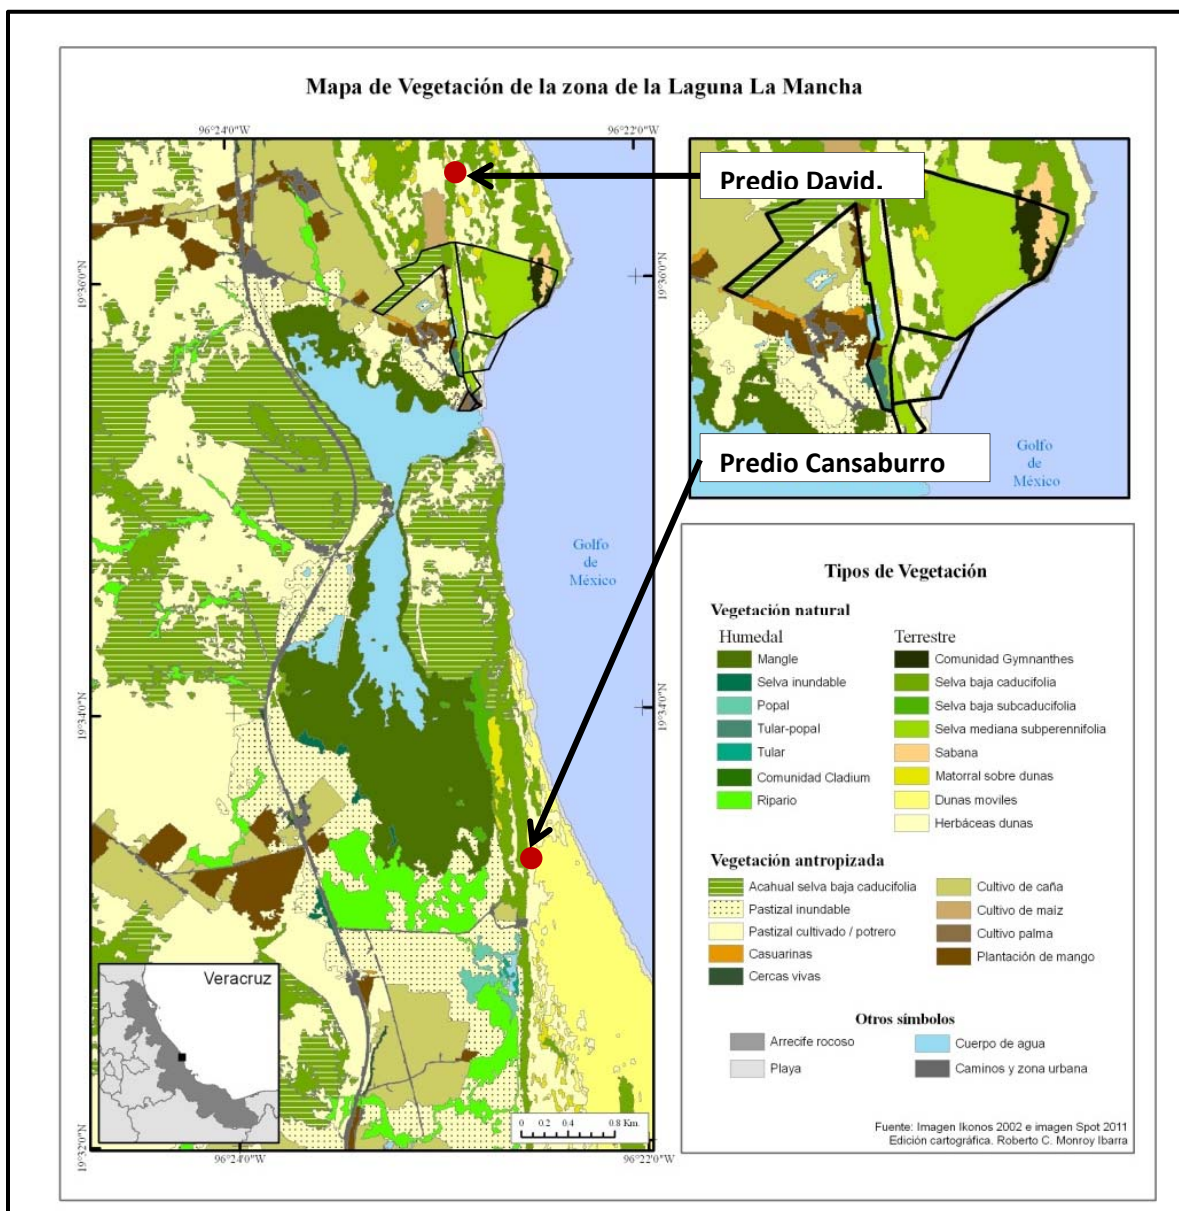 Mapa de Vegetación de la zona de la Laguna La Mancha
96°24'0"W
96°22'0"W
Predio David.
19°36'0"N
19°36'0"N
Predio Cansaburro
Golfo
de
México
Golfo
de
México
Tipos de Vegetación
Vegetación natural
Humedal
Mangle
Selva inundable
Popal
Tular-popal
Tular
Comunidad Cladium
Ripario
Terrestre
Comunidad Gymnanthes
Selva baja caducifolia
Selva baja subcaducifolia
Selva mediana subperennifolia
Sabana
Matorral sobre dunas
Dunas moviles
Herbáceas dunas
19°34'0"N
19°34'0"N
Vegetación antropizada
Acahual selva baja caducifolia
Pastizal inundable
Pastizal cultivado / potrero
Casuarinas
Cercas vivas
Cultivo de caña
Cultivo de maíz
Cultivo palma
Plantación de mango
Otros símbolos
Arrecife rocoso
Playa
Cuerpo de agua
Caminos y zona urbana
Veracruz
0 0.2 0.4 0.8 Km.
Fuente: Imagen Ikonos 2002 e imagen Spot 2011
Edición cartográfica. Roberto C. Monroy Ibarra
19°32'0"N
19°32'0"N
96°24'0"W
96°22'0"W